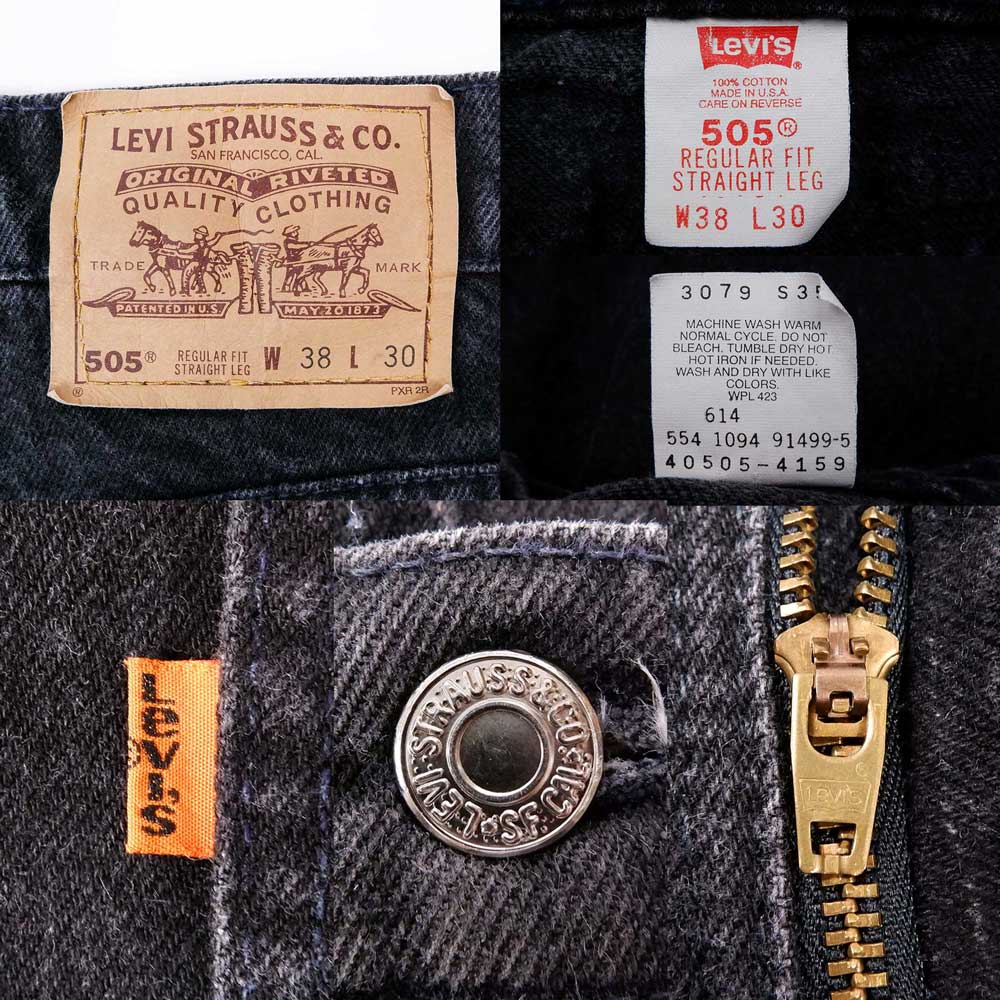 LEVI STRAUSS & CO.
SAN FRANCISCO, CAL.
ORIGINAL RIVETED
QUALITY CLOTHING
TRADE MARK
PATENTED IN U.S. MAY 20 1873
505® REGULAR FIT W 38 L 30
STRAIGHT LEG
® PXR 2R
LEVI'S®
100% COTTON
MADE IN U.S.A.
CARE ON REVERSE
505®
REGULAR FIT
STRAIGHT LEG
W38 L30
3079
MACHINE WASH WARM
NORMAL CYCLE. DO NOT
BLEACH. TUMBLE DRY HOT
HOT IRON IF NEEDED.
WASH AND DRY WITH LIKE
COLORS.
WPL 423
614
554 1094 91499-5
40505-4159
LEVI'S
LEVI STRAUSS & CO S.F. CAL
LEVI'S